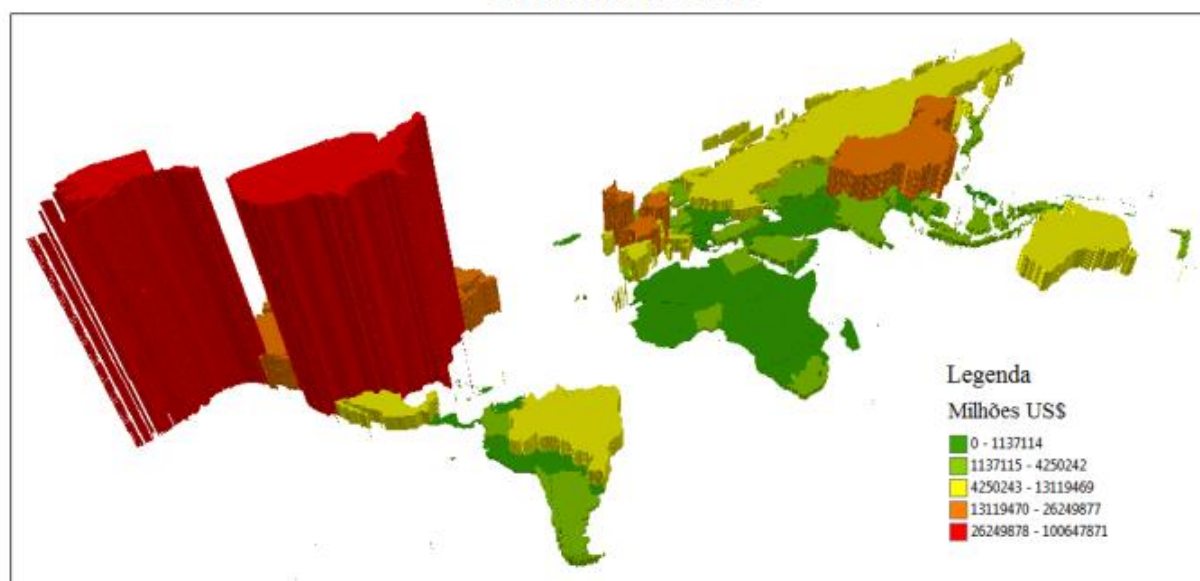 Legenda
Milhões US$
0 - 1137114
1137115 - 4250242
4250243 - 13119469
13119470 - 26249877
26249878 - 100647871